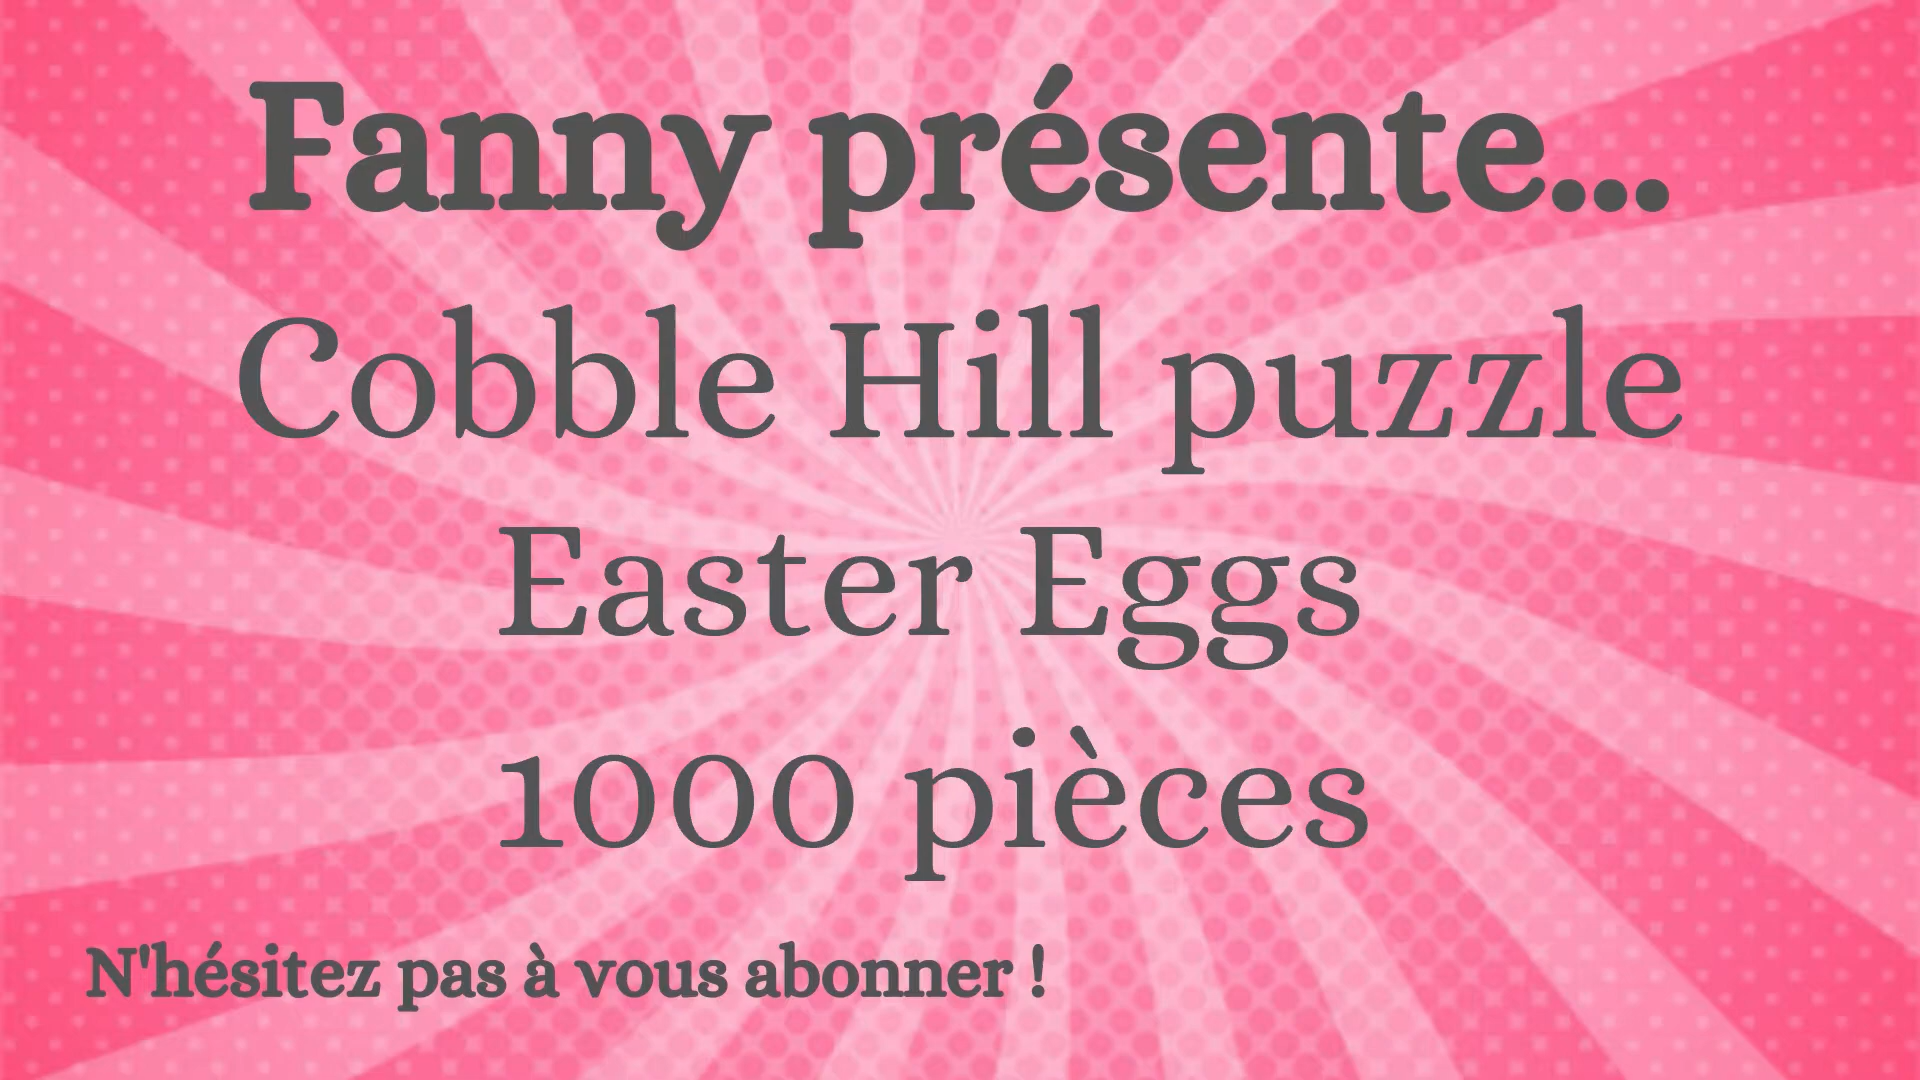 Fanny présente...
Cobble Hill puzzle
Easter Eggs
1000 pièces
N'hésitez pas à vous abonner !